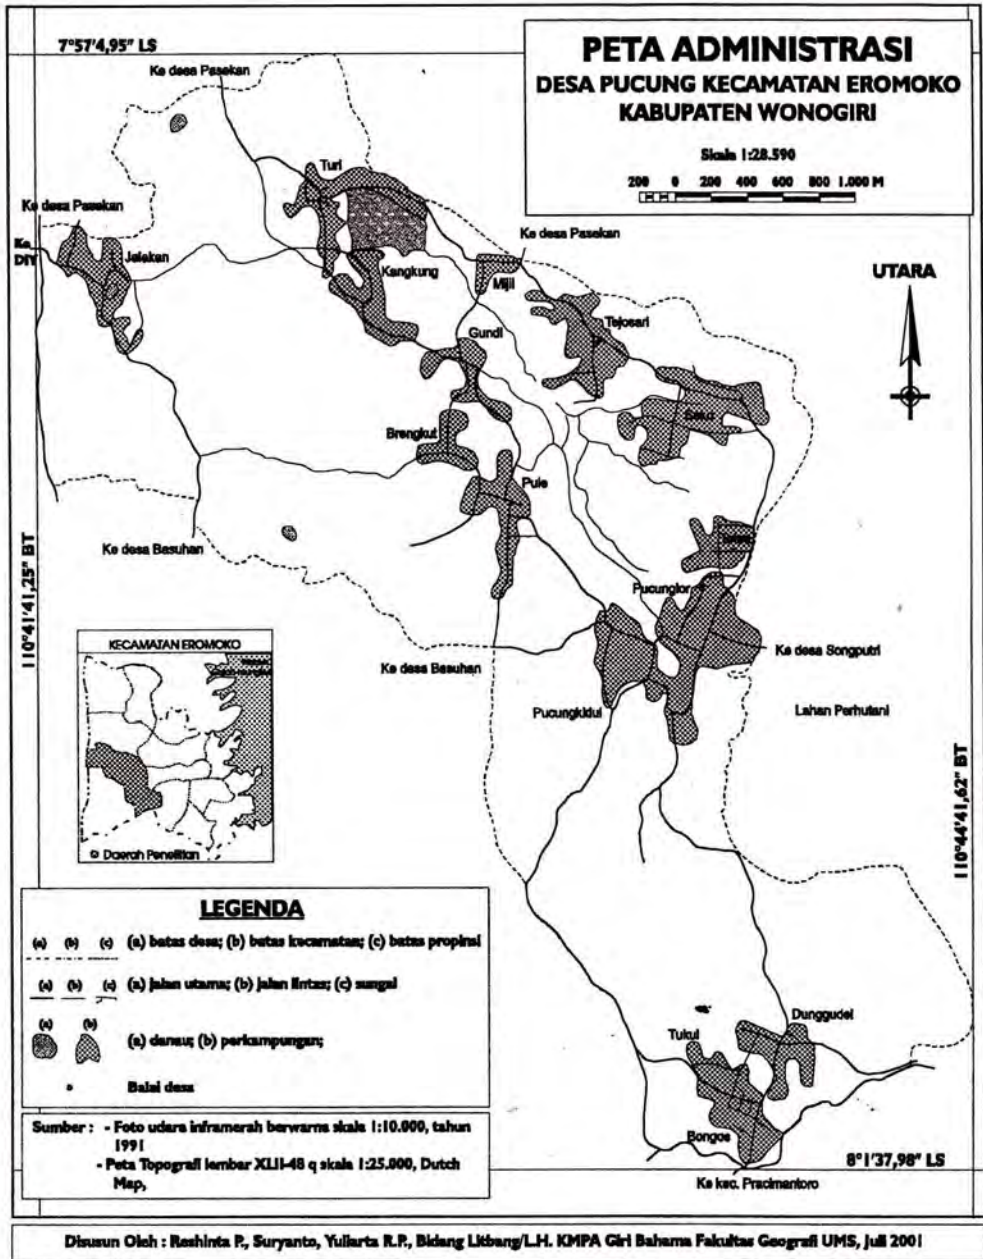 7°57'4,95" LS
PETA ADMINISTRASI
DESA PUCUNG KECAMATAN EROMOKO
KABUPATEN WONOGIRI
Skala 1:28.590
200 0 200 400 600 800 1.000 M
Ke desa Pasekan
Turi
Ke desa Pasekan
Ke DIY
Jalakan
Kangkung
Ke desa Pasekan
Mijil
UTARA
Tejosari
Gundi
Brengkut
Pule
Ke desa Basuhan
110°41'41,25" BT
Pucunglor
KECAMATAN EROMOKO
Ke desa Songputri
Ke desa Basuhan
Pucungkidul
Lahan Perhutani
110°44'41,62" BT
Daerah Penelitian
LEGENDA
(a) (b) (c) (a) batas desa; (b) batas kecamatan; (c) batas propinsi
(a) (b) (c) (a) jalan utama; (b) jalan lintas; (c) sungai
(a) (b)
(a) danau; (b) perkampungan;
Balai desa
Dunggudel
Tukul
Bongos
Sumber : - Foto udara inframerah berwarna skala 1:10.000, tahun
1991
- Peta Topografi lembar XLII-48 q skala 1:25.000, Dutch
Map,
8°1'37,98" LS
Ke kec. Pracimantoro
Disusun Oleh : Reshinta P., Suryanto, Yuliarta R.P., Bidang Litbang/L.H. KMPA Giri Bahama Fakultas Geografi UMS, Juli 2001